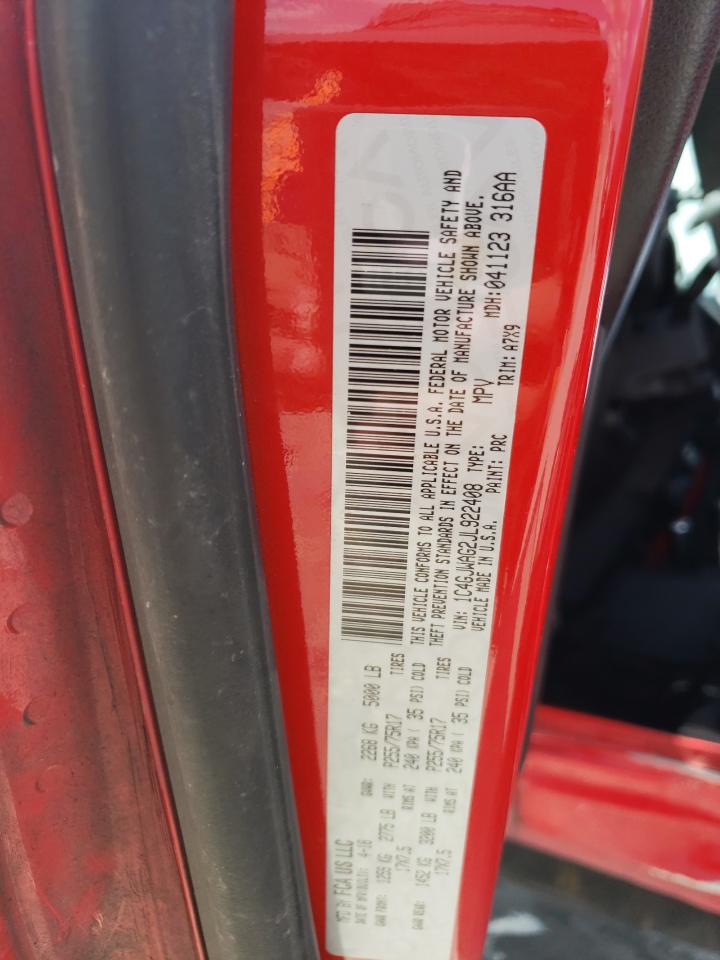 MFD BY FCA US LLC
DATE OF MFR(BUILD): 4-18 GAWR: 2268 KG 5000 LB
GAWR FRONT: 1259 KG 2775 LB WITH P255/75R17 TIRES
17X7.5 RIMS AT 240 KPA ( 35 PSI) COLD
GAWR REAR: 1452 KG 3200 LB WITH P255/75R17 TIRES
17X7.5 RIMS AT 240 KPA ( 35 PSI) COLD
THIS VEHICLE CONFORMS TO ALL APPLICABLE U.S.A. FEDERAL MOTOR VEHICLE SAFETY AND
THEFT PREVENTION STANDARDS IN EFFECT ON THE DATE OF MANUFACTURE SHOWN ABOVE.
VIN: 1C4GJWAG2JL922408 TYPE: MPV MDH:041123 316AA
VEHICLE MADE IN U.S.A. PAINT: PRC TRIM: A7X9